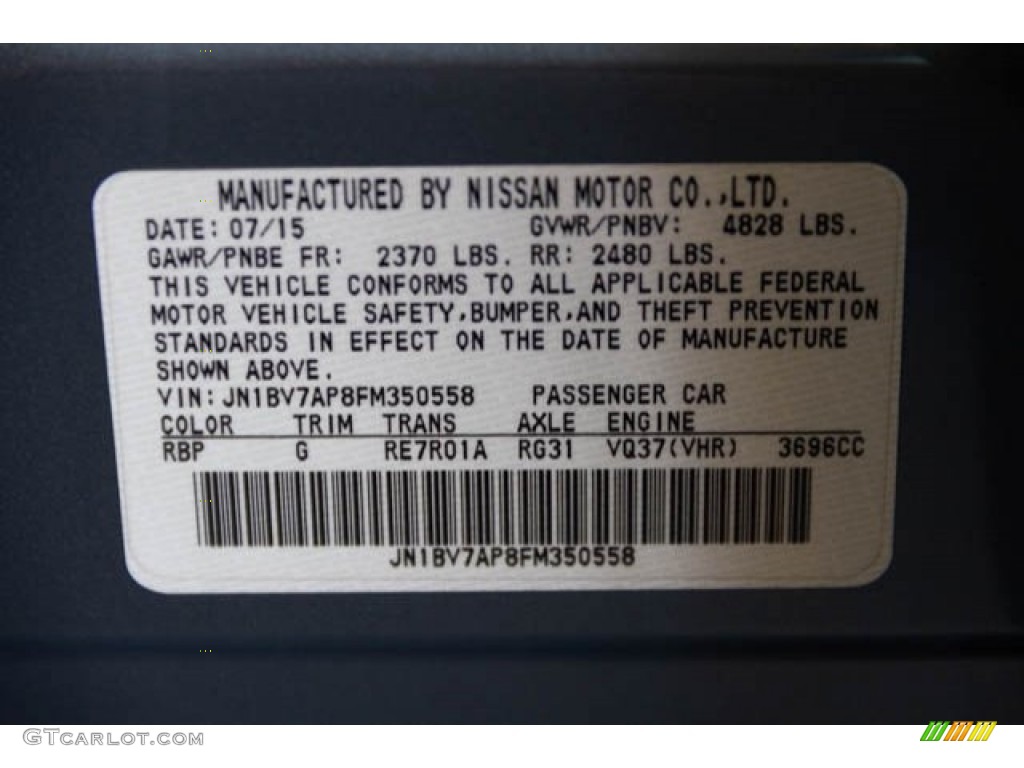 MANUFACTURED BY NISSAN MOTOR CO.,LTD.
DATE: 07/15 GVWR/PNBV: 4828 LBS.
GAWR/PNBE FR: 2370 LBS. RR: 2480 LBS.
THIS VEHICLE CONFORMS TO ALL APPLICABLE FEDERAL
MOTOR VEHICLE SAFETY,BUMPER,AND THEFT PREVENTION
STANDARDS IN EFFECT ON THE DATE OF MANUFACTURE
SHOWN ABOVE.
VIN: JN1BV7AP8FM350558 PASSENGER CAR
COLOR TRIM TRANS AXLE ENGINE
RBP G RE7R01A RG31 VQ37(VHR) 3696CC
JN1BV7AP8FM350558
GTCARLOT.COM